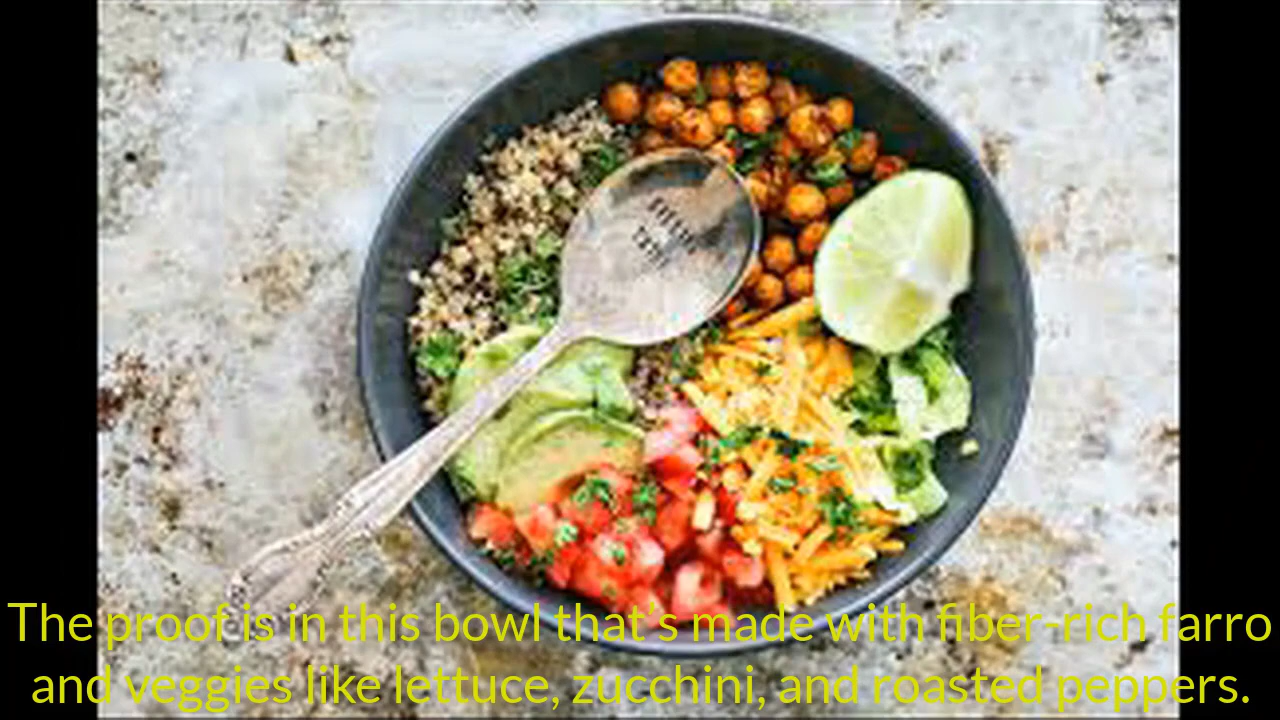 The proof is in this bowl that's made with fiber-rich farro
and veggies like lettuce, zucchini, and roasted peppers.